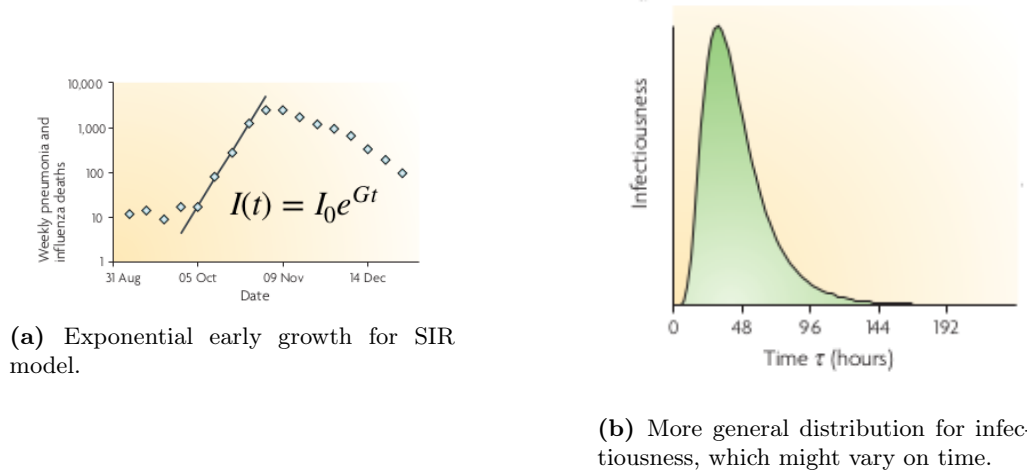 10,000
1,000
100
10
1
Weekly pneumonia and
influenza deaths
I(t) = I₀e^{Gt}
31 Aug 05 Oct 09 Nov 14 Dec
Date
(a) Exponential early growth for SIR
model.
Infectiousness
0 48 96 144 192
Time τ (hours)
(b) More general distribution for infec-
tiousness, which might vary on time.